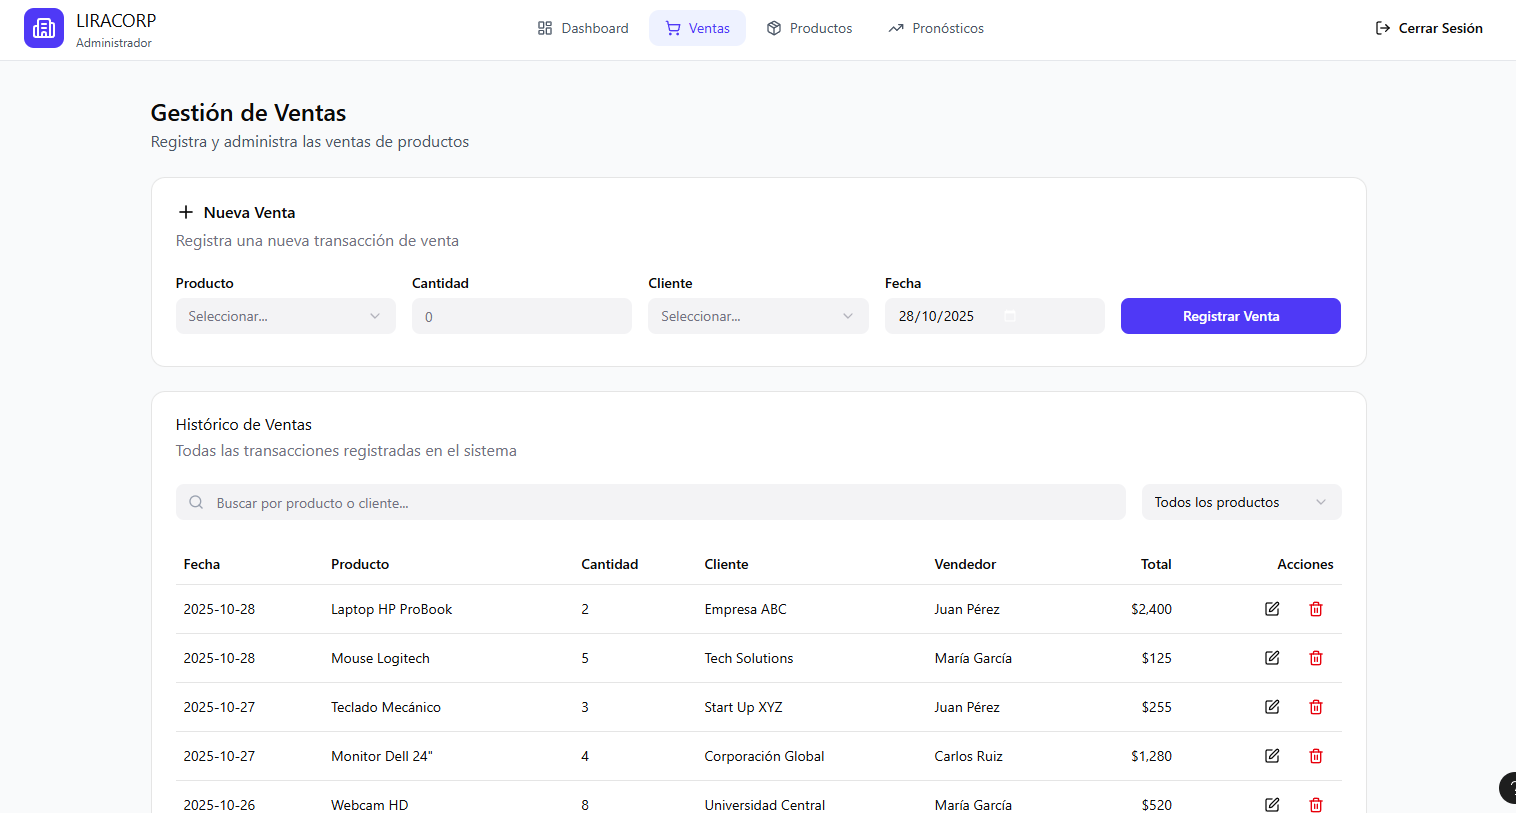 LIRACORP
Administrador
Dashboard
Ventas
Productos
Pronósticos
Cerrar Sesión
Gestión de Ventas
Registra y administra las ventas de productos
Nueva Venta
Registra una nueva transacción de venta
Producto Cantidad Cliente Fecha
Seleccionar... 0 Seleccionar... 28/10/2025 Registrar Venta
Histórico de Ventas
Todas las transacciones registradas en el sistema
Buscar por producto o cliente... Todos los productos
Fecha Producto Cantidad Cliente Vendedor Total Acciones
2025-10-28 Laptop HP ProBook 2 Empresa ABC Juan Pérez $2,400
2025-10-28 Mouse Logitech 5 Tech Solutions María García $125
2025-10-27 Teclado Mecánico 3 Start Up XYZ Juan Pérez $255
2025-10-27 Monitor Dell 24" 4 Corporación Global Carlos Ruiz $1,280
2025-10-26 Webcam HD 8 Universidad Central María García $520